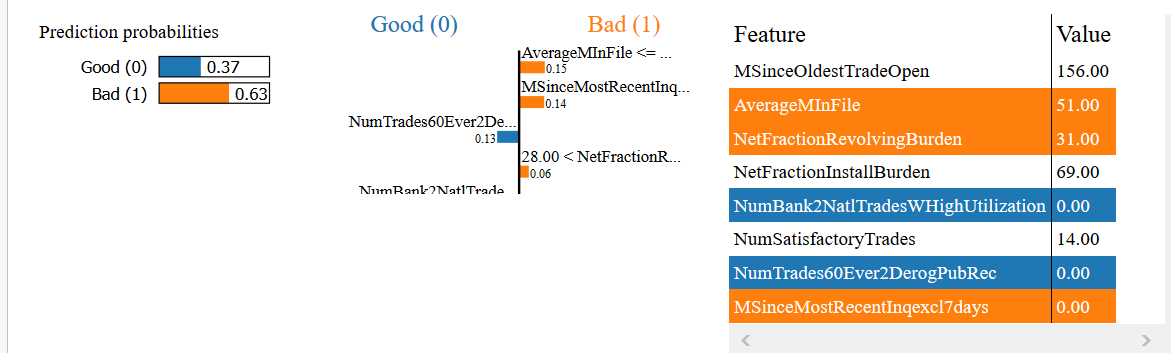 Prediction probabilities
Good (0) 0.37
Bad (1) 0.63
Good (0) Bad (1)
AverageMInFile <= ...
0.15
MSinceMostRecentInq...
0.14
NumTrades60Ever2De...
0.13
28.00 < NetFractionR...
0.06
NumBank2NatlTrade
Feature Value
MSinceOldestTradeOpen 156.00
AverageMInFile 51.00
NetFractionRevolvingBurden 31.00
NetFractionInstallBurden 69.00
NumBank2NatlTradesWHighUtilization 0.00
NumSatisfactoryTrades 14.00
NumTrades60Ever2DerogPubRec 0.00
MSinceMostRecentInqexcl7days 0.00